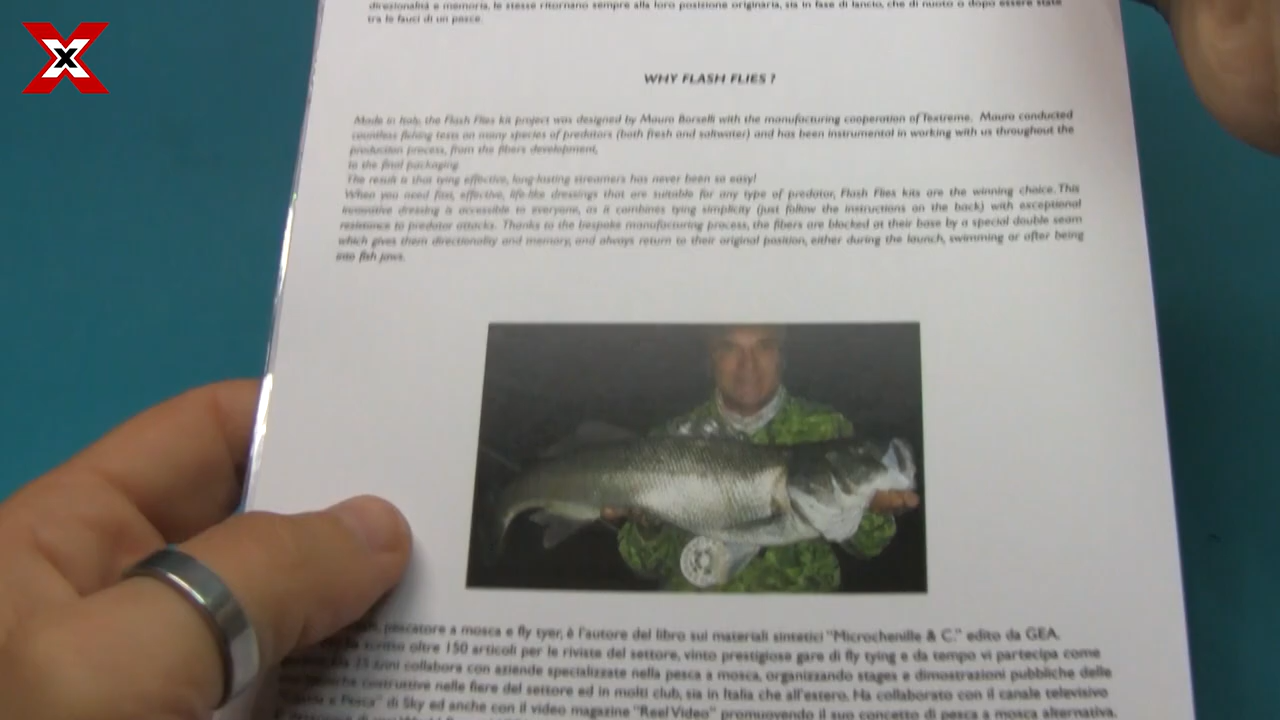 direzionalità e memoria, le stesse ritornano sempre alla loro posizione originaria, sia in fase di lancio, che di nuoto o dopo essere state
tra le fauci di un pesce.
WHY FLASH FLIES ?
Made in Italy, the Flash Flies kit project was designed by Mauro Borselli with the manufacturing cooperation of Textreme. Mauro conducted
countless fishing tests on many species of predators (both fresh and saltwater) and has been instrumental in working with us throughout the
production process, from the fibers development,
to the final packaging.
The result is that tying effective, long-lasting streamers has never been so easy!
When you need fast, effective, life-like dressings that are suitable for any type of predator, Flash Flies kits are the winning choice. This
innovative dressing is accessible to everyone, as it combines tying simplicity (just follow the instructions on the back) with exceptional
resistance to predator attacks. Thanks to the bespoke manufacturing process, the fibers are blocked at their base by a special double seam
which gives them directionality and memory, and always return to their original position, either during the launch, swimming or after being
into fish jaws.
pescatore a mosca e fly tyer, è l'autore del libro sui materiali sintetici "Microchenille & C." edito da GEA.
scritto oltre 150 articoli per le riviste del settore, vinto prestigiose gare di fly tying e da tempo vi partecipa come
25 anni collabora con aziende specializzate nella pesca a mosca, organizzando stages e dimostrazioni pubbliche delle
costruttive nelle fiere del settore ed in molti club, sia in Italia che all'estero. Ha collaborato con il canale televisivo
e Pesca" di Sky ed anche con il video magazine "Reel Video" promuovendo il suo concetto di pesca a mosca alternativa.